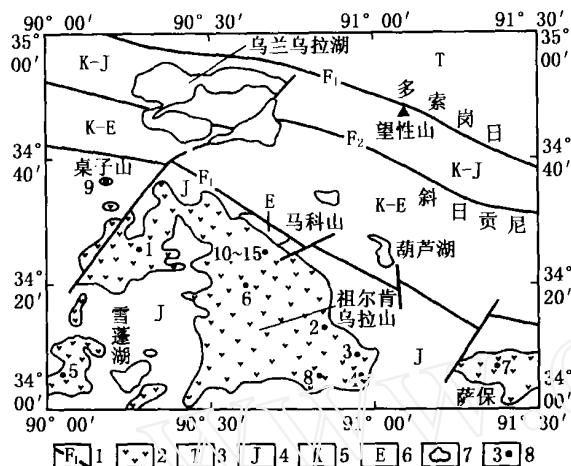 90° 00′ 90° 30′ 91° 00′ 91° 30′
35° 00′
35° 00′
乌兰乌拉湖
T
K-J
F₁
多索岗日
望性山
K-E
F₂
34° 40′
34° 40′
桌子山
9
F₁
J
K-J
K-E
斜日贡尼
E
马科山
葫芦湖
1
10~15
34° 20′
34° 20′
6
祖尔肯乌拉山
雪莲湖
J
2
3
J
7
5
8
4
萨保
34° 00′
34° 00′
90° 00′ 90° 30′ 91° 00′ 91° 30′
F₁ 1 2 T 3 J 4 K 5 E 6 7 3 8
WWW